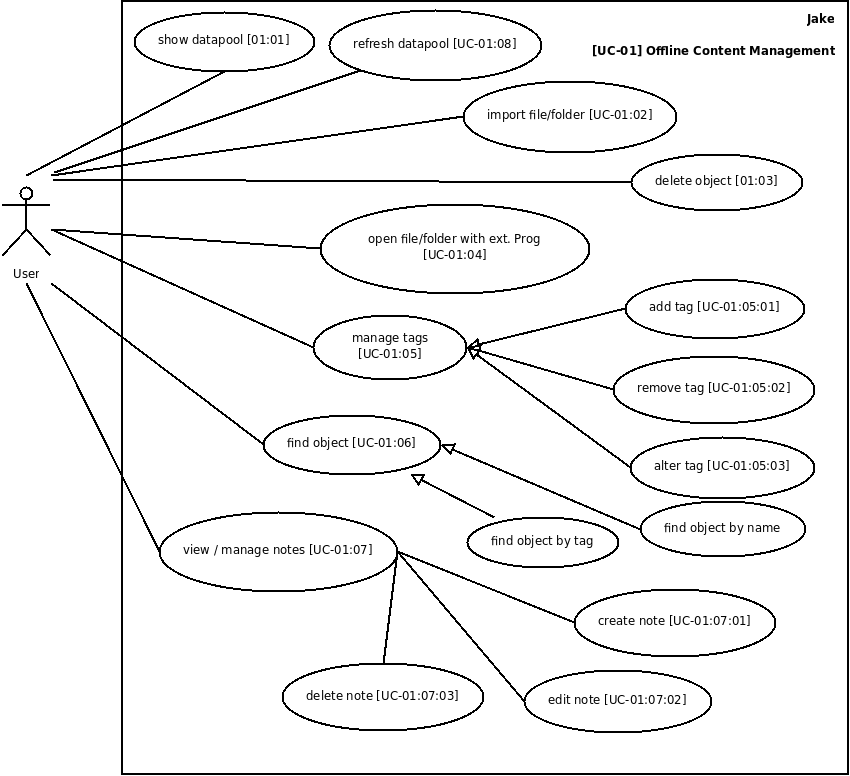 Jake
[UC-01] Offline Content Management
show datapool [01:01]
refresh datapool [UC-01:08]
import file/folder [UC-01:02]
delete object [01:03]
open file/folder with ext. Prog
[UC-01:04]
User
add tag [UC-01:05:01]
manage tags
[UC-01:05]
remove tag [UC-01:05:02]
find object [UC-01:06]
alter tag [UC-01:05:03]
find object by name
find object by tag
view / manage notes [UC-01:07]
create note [UC-01:07:01]
delete note [UC-01:07:03]
edit note [UC-01:07:02]